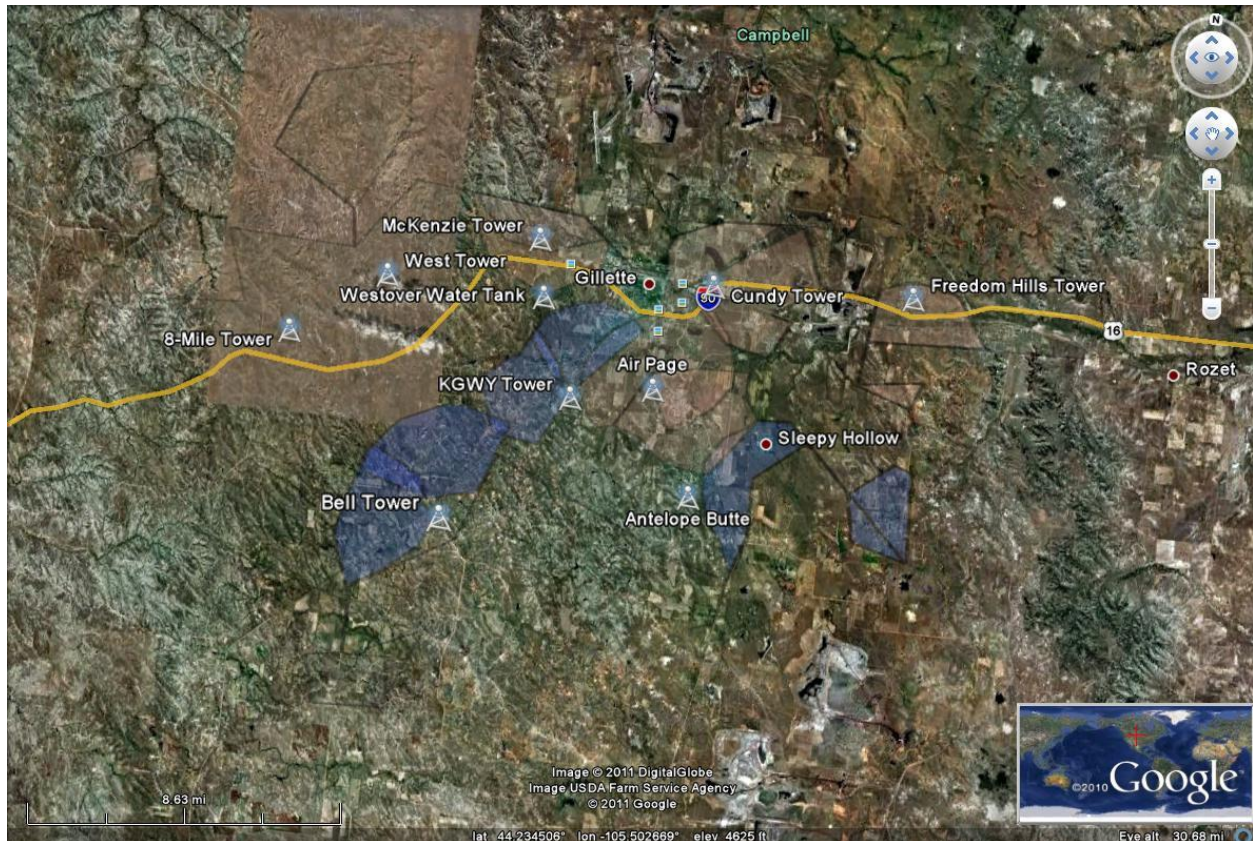 Campbell
N
McKenzie Tower
West Tower
Gillette
Westover Water Tank
90
Cundy Tower
Freedom Hills Tower
8-Mile Tower
16
Air Page
Rozet
KGWY Tower
Sleepy Hollow
Bell Tower
Antelope Butte
Image © 2011 DigitalGlobe
Image USDA Farm Service Agency
© 2011 Google
©2010 Google
8.63 mi
lat 44.234506° lon -105.502669° elev 4625 ft
Eye alt 30.68 mi